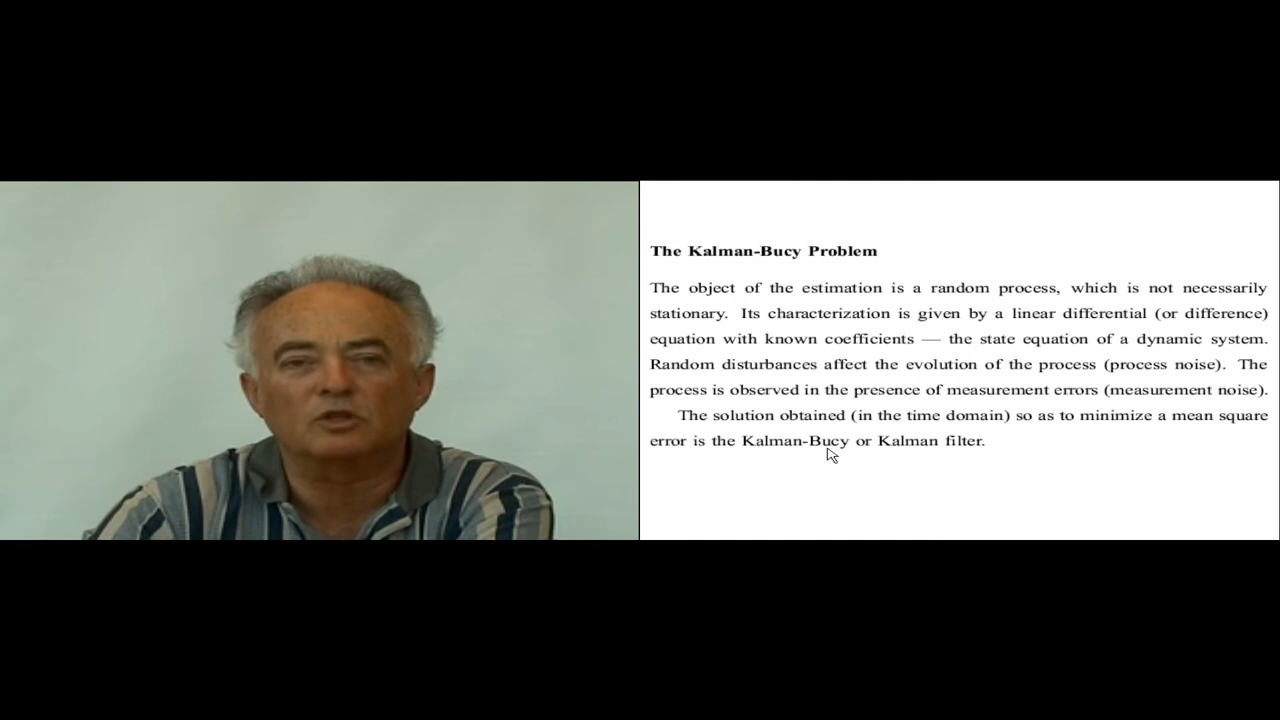 The Kalman-Bucy Problem
The object of the estimation is a random process, which is not necessarily
stationary. Its characterization is given by a linear differential (or difference)
equation with known coefficients — the state equation of a dynamic system.
Random disturbances affect the evolution of the process (process noise). The
process is observed in the presence of measurement errors (measurement noise).
The solution obtained (in the time domain) so as to minimize a mean square
error is the Kalman-Bucy or Kalman filter.